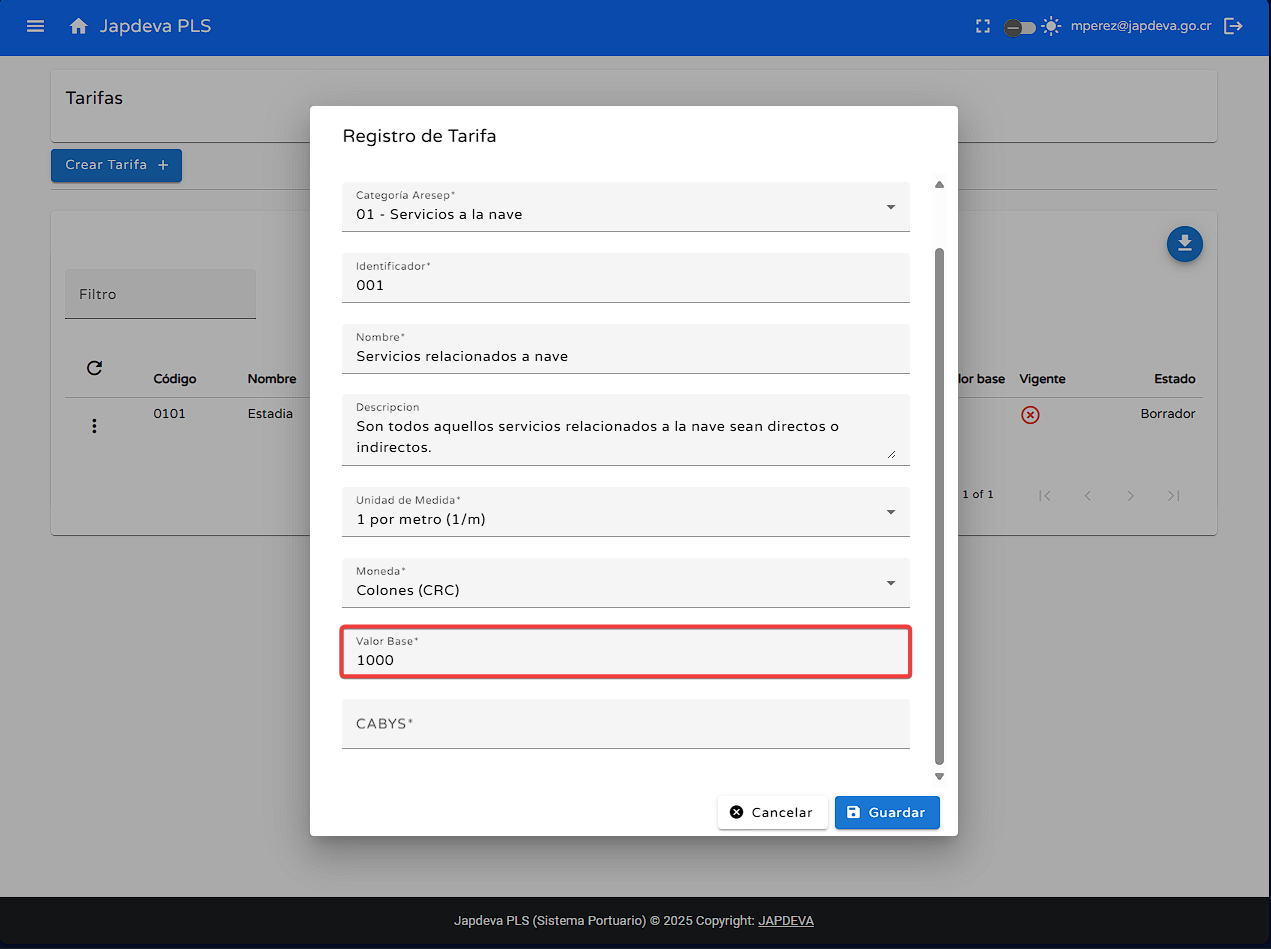 Japdeva PLS
mperez@japdeva.go.cr
Tarifas
Crear Tarifa +
Filtro
Código
Nombre
Vigente
Estado
0101
Estadia
Borrador
1 of 1
Registro de Tarifa
Categoría Aresep*
01 - Servicios a la nave
Identificador*
001
Nombre*
Servicios relacionados a nave
Descripcion
Son todos aquellos servicios relacionados a la nave sean directos o
indirectos.
Unidad de Medida*
1 por metro (1/m)
Moneda*
Colones (CRC)
Valor Base*
1000
CABYS*
Cancelar
Guardar
Japdeva PLS (Sistema Portuario) © 2025 Copyright: JAPDEVA